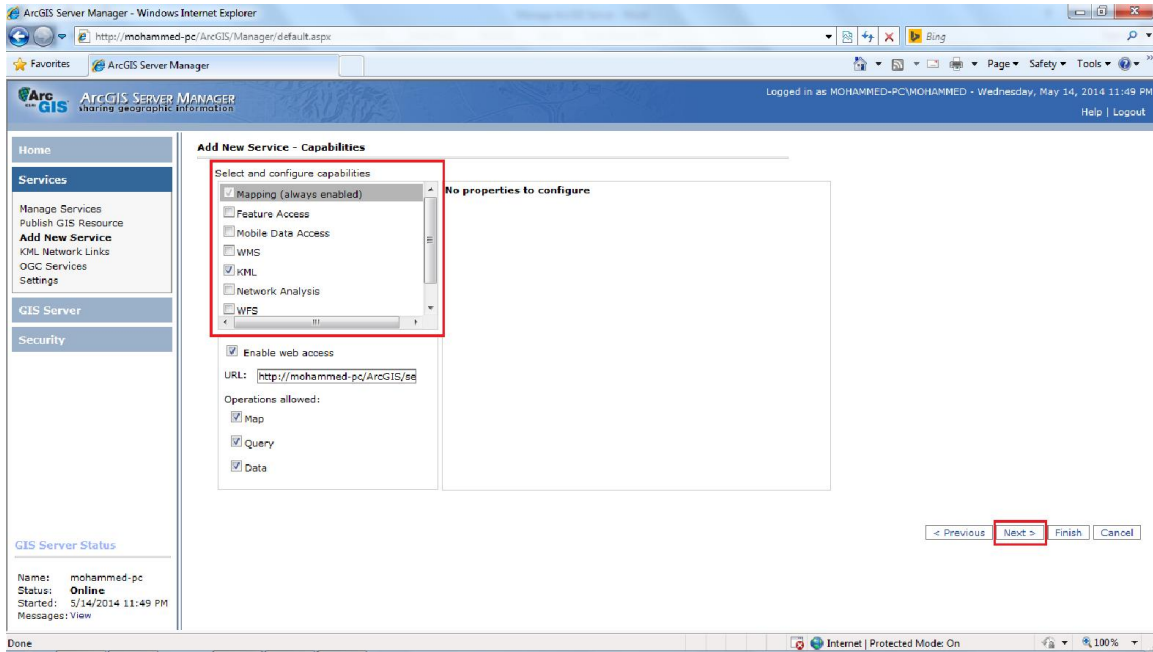 ArcGIS Server Manager - Windows Internet Explorer
http://mohammed-pc/ArcGIS/Manager/default.aspx
Bing
Favorites
ArcGIS Server Manager
Page
Safety
Tools
Arc GIS
ArcGIS Server Manager
sharing geographic information
Logged in as MOHAMMED-PC\MOHAMMED - Wednesday, May 14, 2014 11:49 PM
Help | Logout
Home
Services
Manage Services
Publish GIS Resource
Add New Service
KML Network Links
OGC Services
Settings
GIS Server
Security
GIS Server Status
Name: mohammed-pc
Status: Online
Started: 5/14/2014 11:49 PM
Messages: View
Add New Service - Capabilities
Select and configure capabilities
Mapping (always enabled)
Feature Access
Mobile Data Access
WMS
KML
Network Analysis
WFS
No properties to configure
Enable web access
URL: http://mohammed-pc/ArcGIS/se
Operations allowed:
Map
Query
Data
< Previous
Next >
Finish
Cancel
Done
Internet | Protected Mode: On
100%